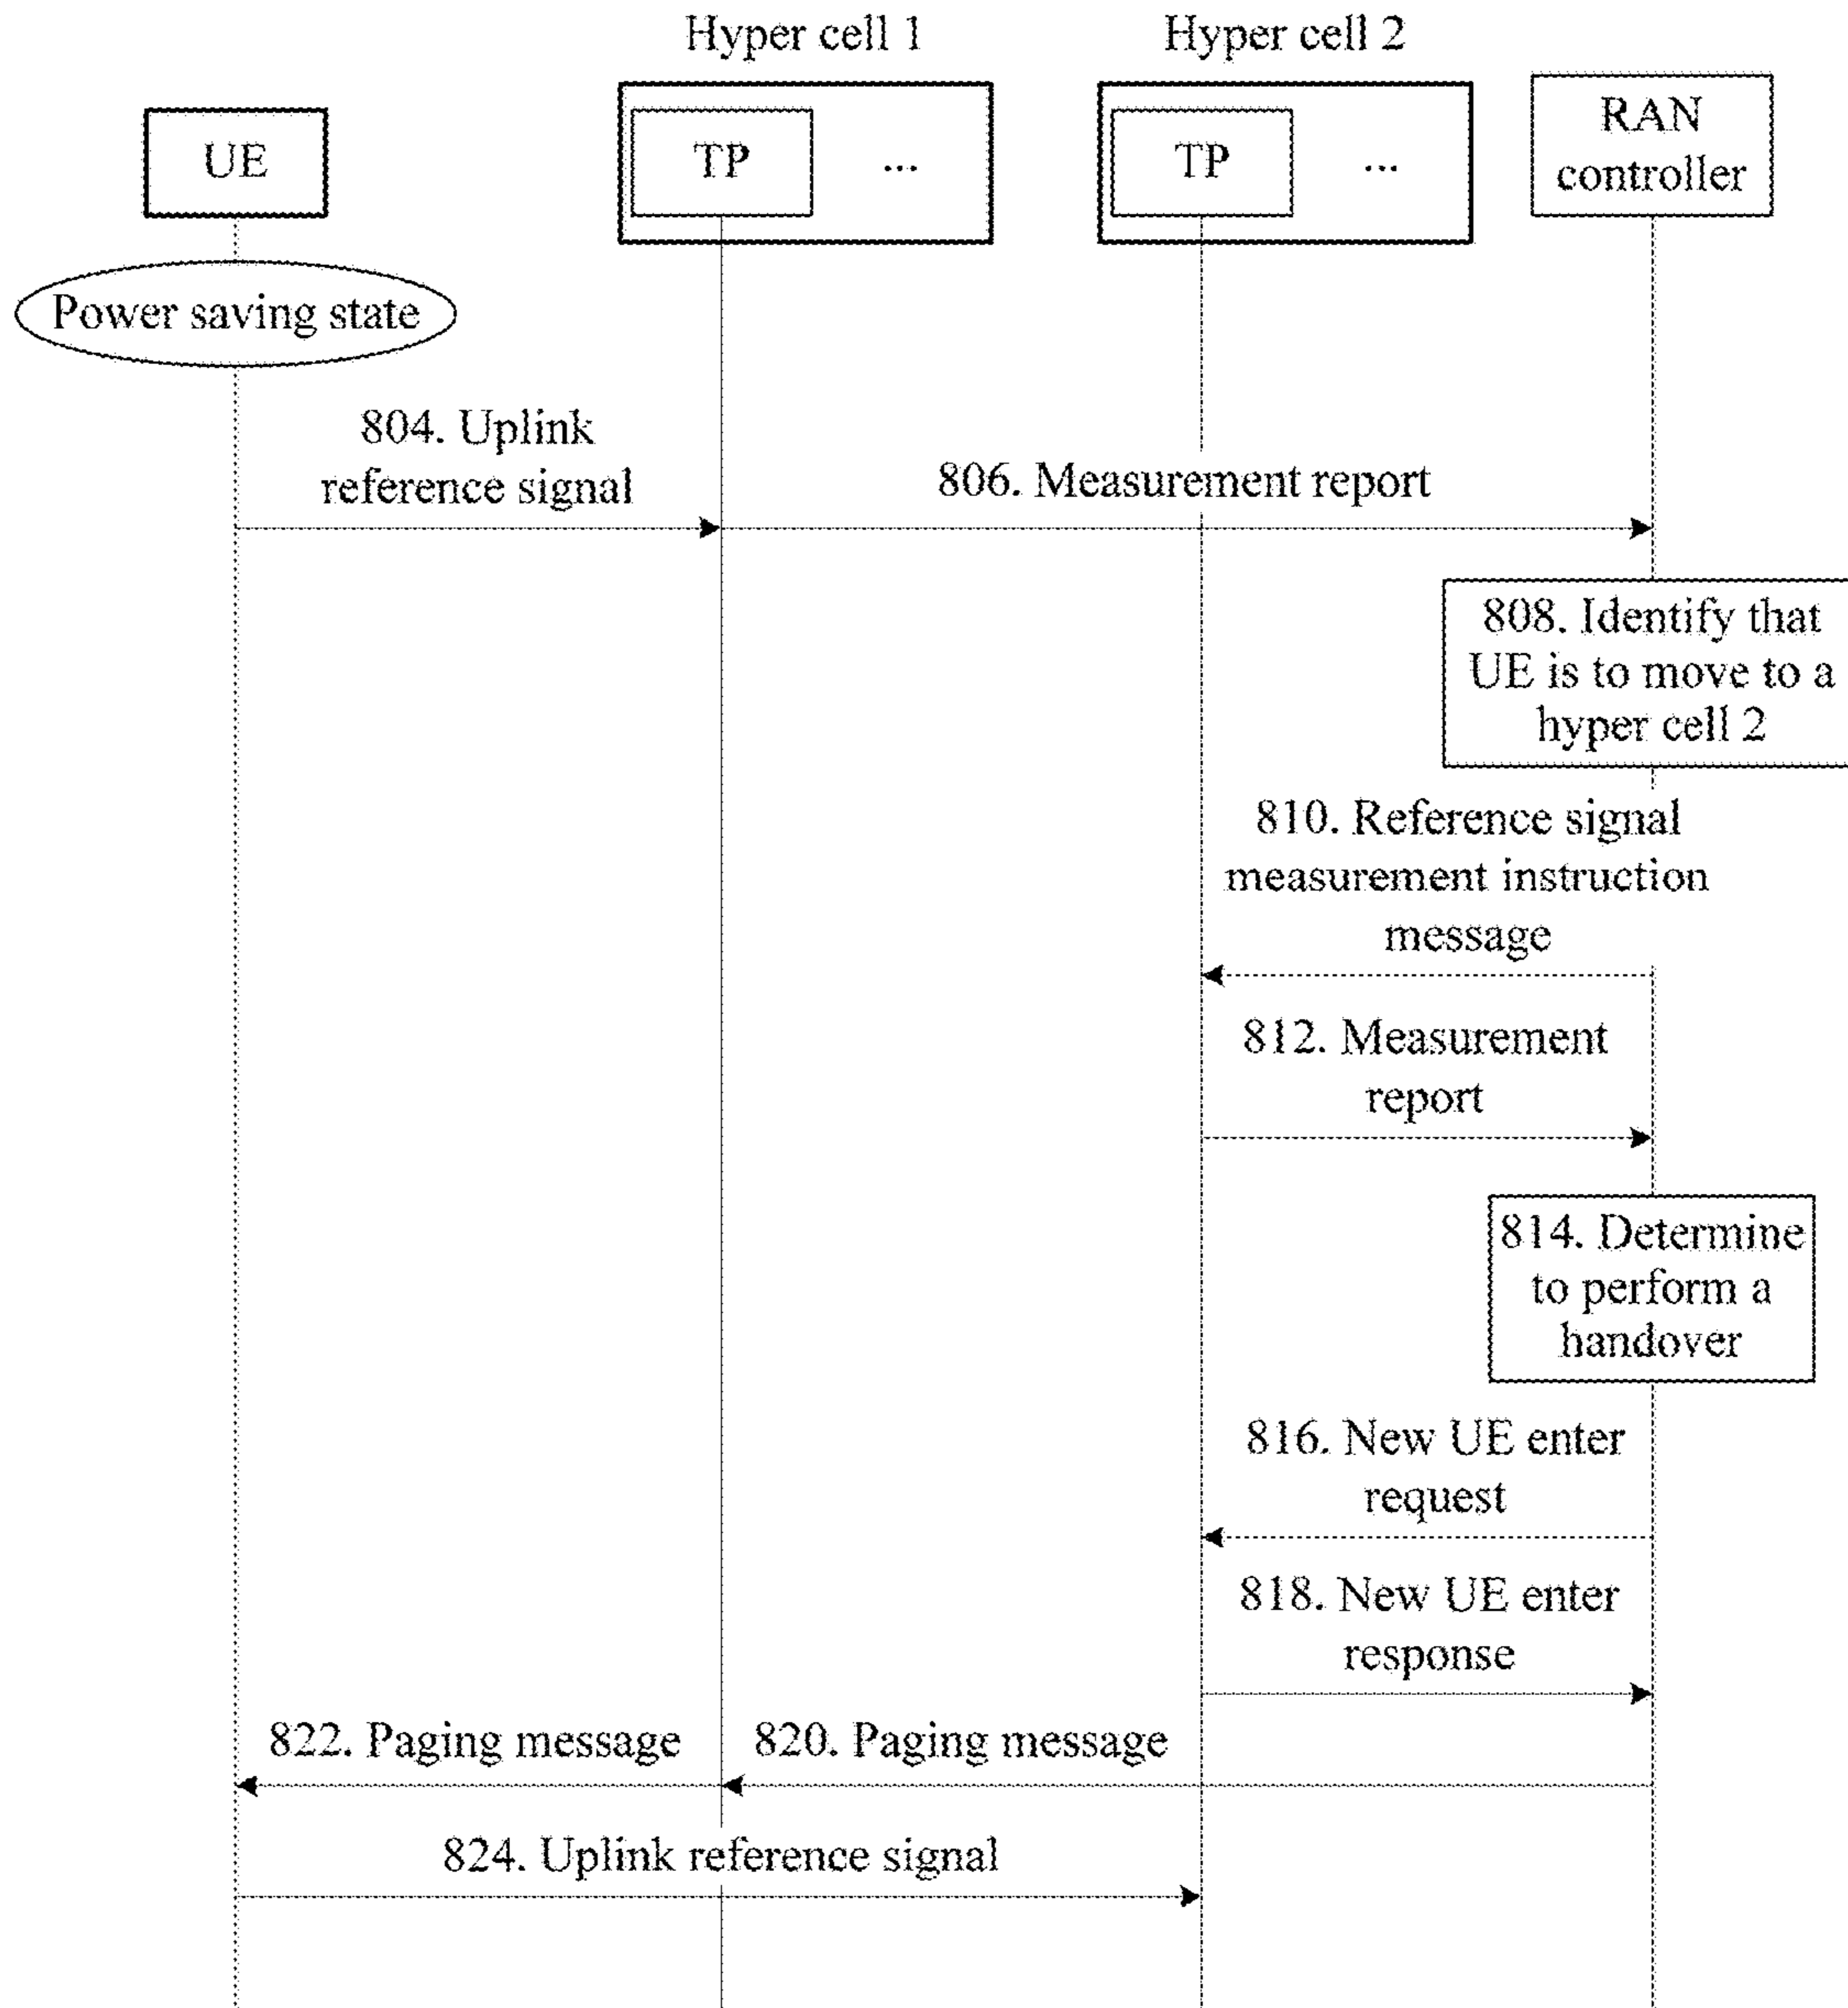 Hyper cell 1
Hyper cell 2
UE
TP
...
TP
...
RAN
controller
Power saving state
804. Uplink
reference signal
806. Measurement report
808. Identify that
UE is to move to a
hyper cell 2
810. Reference signal
measurement instruction
message
812. Measurement
report
814. Determine
to perform a
handover
816. New UE enter
request
818. New UE enter
response
822. Paging message
820. Paging message
824. Uplink reference signal